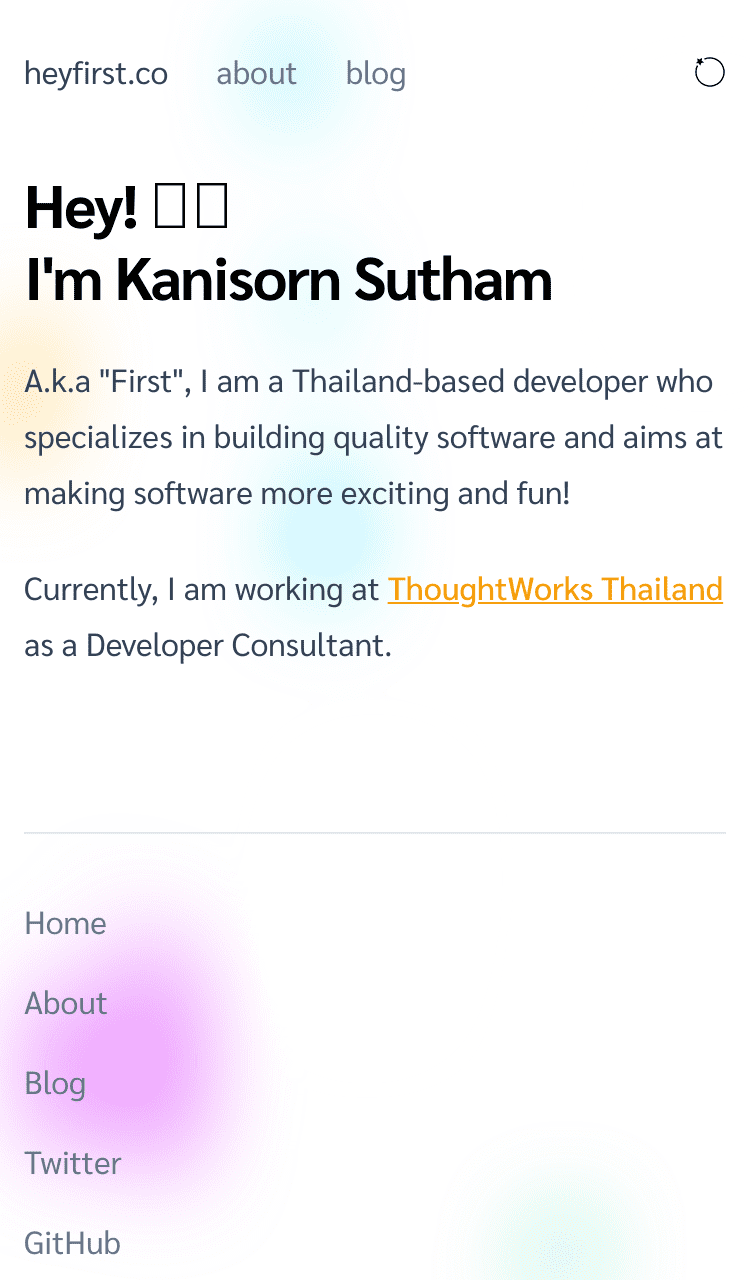 heyfirst.co about blog
Hey!
I'm Kanisorn Sutham
A.k.a "First", I am a Thailand-based developer who
specializes in building quality software and aims at
making software more exciting and fun!
Currently, I am working at ThoughtWorks Thailand
as a Developer Consultant.
Home
About
Blog
Twitter
GitHub